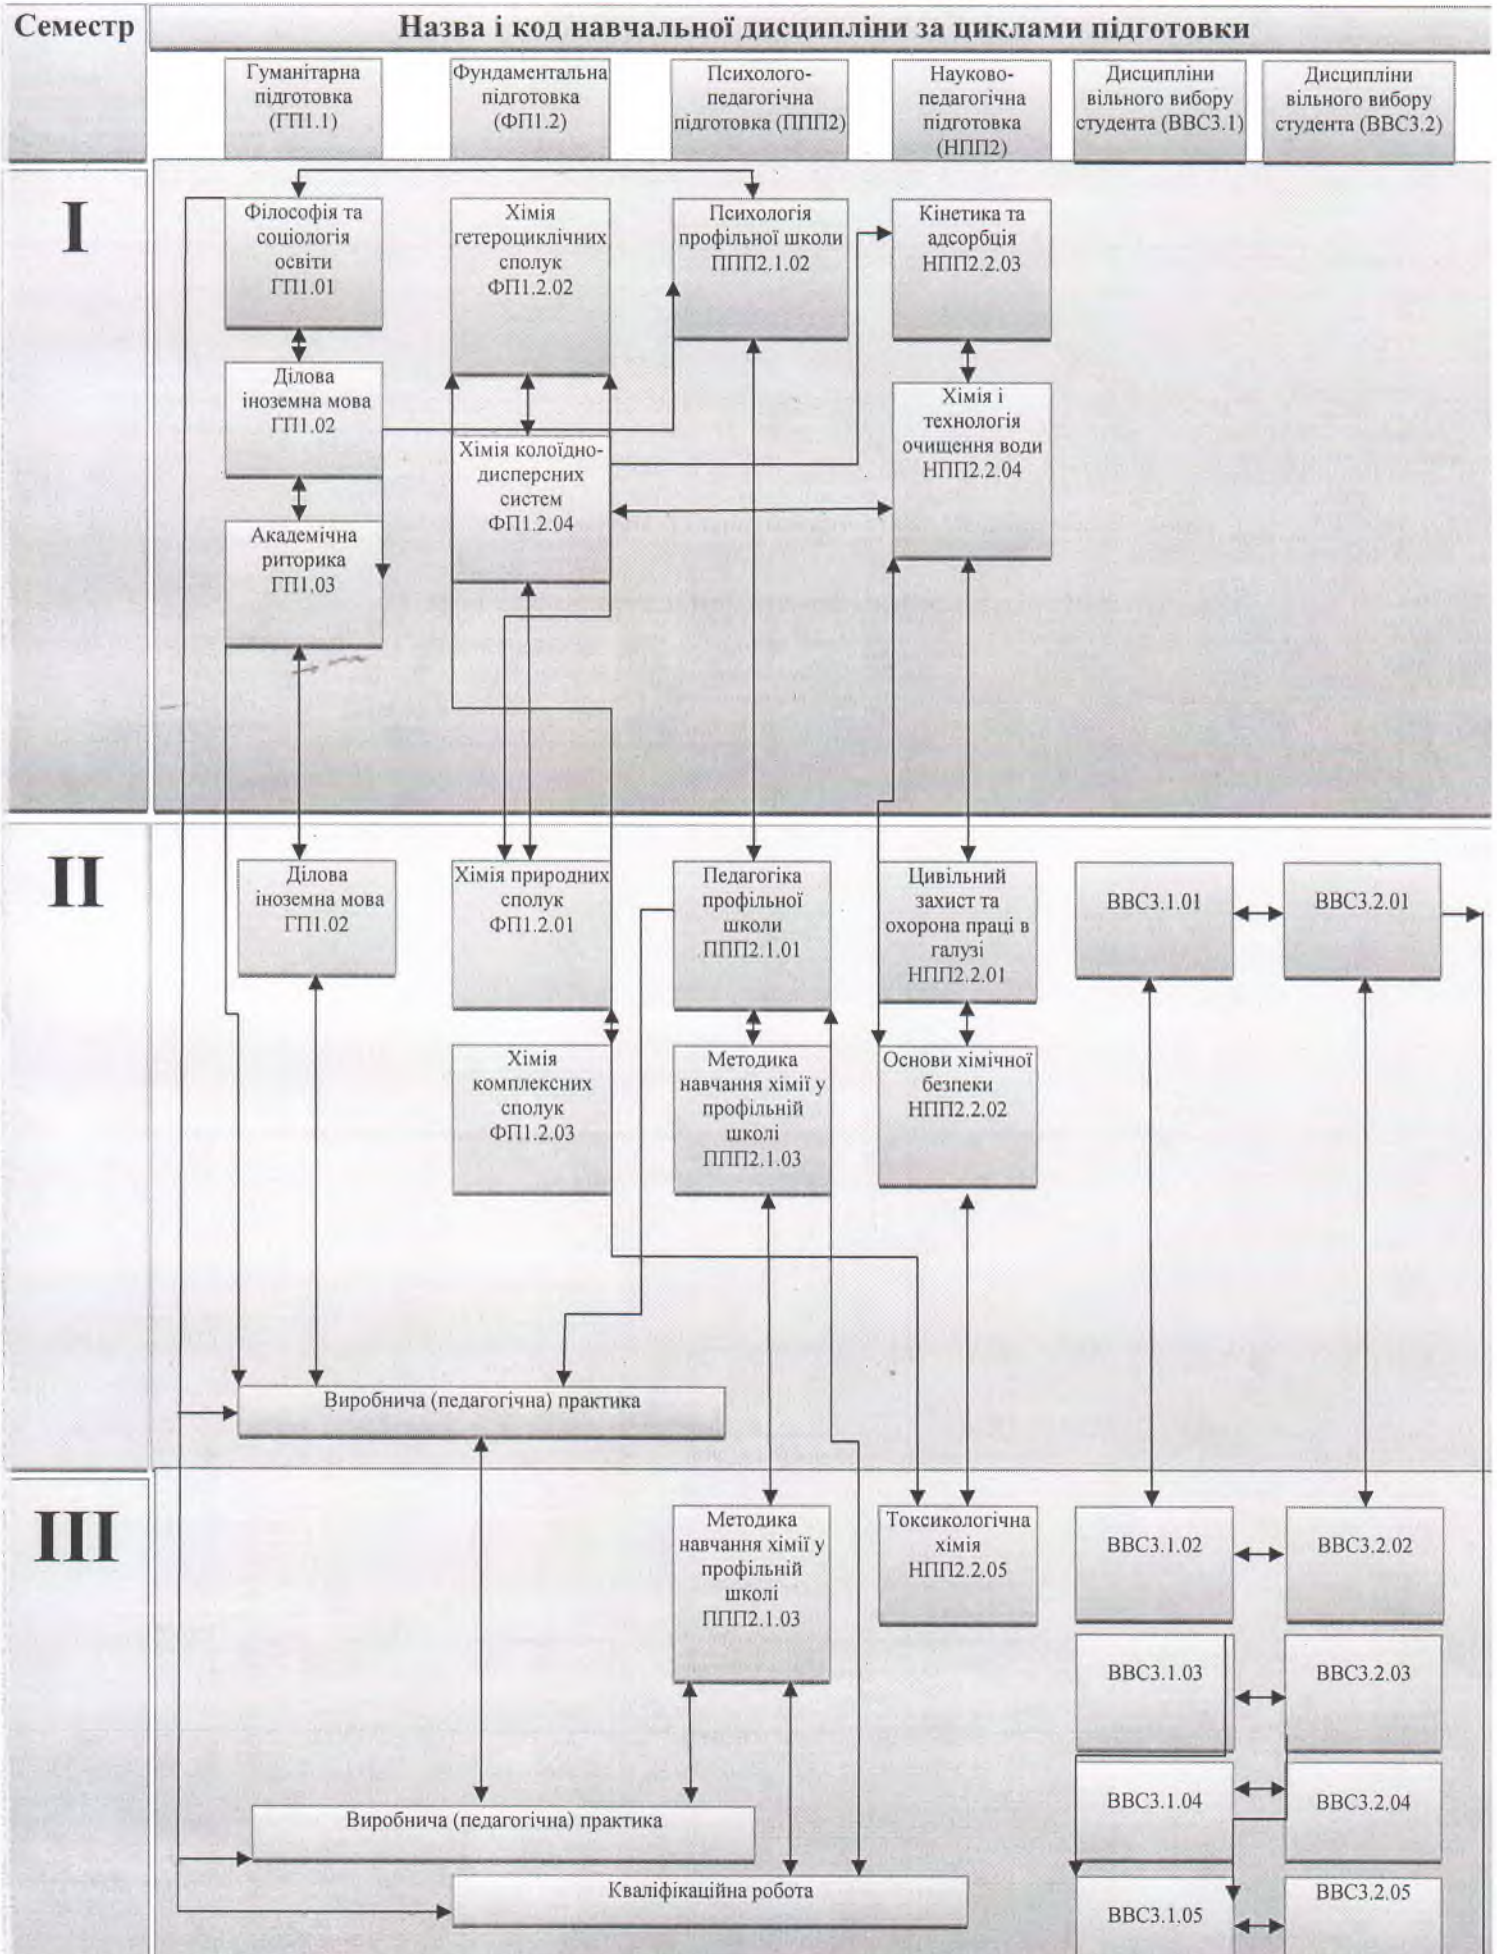 Семестр
Назва і код навчальної дисципліни за циклами підготовки
Гуманітарна
підготовка
(ГП1.1)
Фундаментальна
підготовка
(ФП1.2)
Психолого-
педагогічна
підготовка (ППП2)
Науково-
педагогічна
підготовка
(НПП2)
Дисципліни
вільного вибору
студента (ВВС3.1)
Дисципліни
вільного вибору
студента (ВВС3.2)
I
Філософія та
соціологія
освіти
ГП1.01
Хімія
гетероциклічних
сполук
ФП1.2.02
Психологія
профільної школи
ППП2.1.02
Кінетика та
адсорбція
НПП2.2.03
Ділова
іноземна мова
ГП1.02
Хімія колоїдно-
дисперсних
систем
ФП1.2.04
Хімія і
технологія
очищення води
НПП2.2.04
Академічна
риторика
ГП1.03
II
Ділова
іноземна мова
ГП1.02
Хімія природних
сполук
ФП1.2.01
Педагогіка
профільної
школи
ППП2.1.01
Цивільний
захист та
охорона праці в
галузі
НПП2.2.01
ВВС3.1.01
ВВС3.2.01
Хімія
комплексних
сполук
ФП1.2.03
Методика
навчання хімії у
профільній
школі
ППП2.1.03
Основи хімічної
безпеки
НПП2.2.02
Виробнича (педагогічна) практика
III
Методика
навчання хімії у
профільній
школі
ППП2.1.03
Токсикологічна
хімія
НПП2.2.05
ВВС3.1.02
ВВС3.2.02
ВВС3.1.03
ВВС3.2.03
ВВС3.1.04
ВВС3.2.04
Виробнича (педагогічна) практика
Кваліфікаційна робота
ВВС3.1.05
ВВС3.2.05